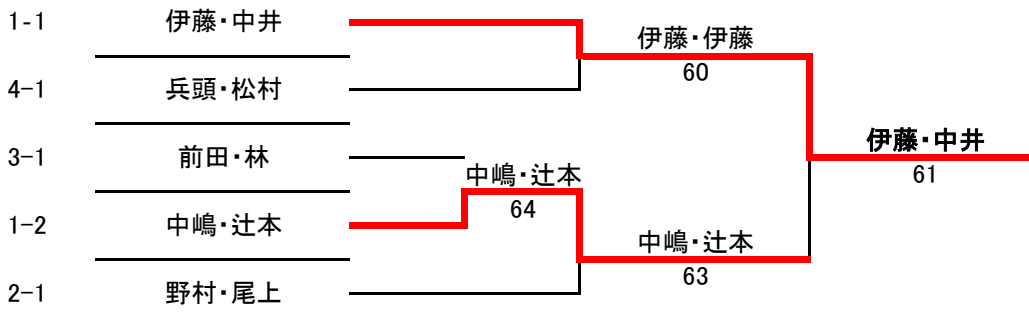 1-1 伊藤・中井
伊藤・伊藤
60
4-1 兵頭・松村
伊藤・中井
3-1 前田・林
61
中嶋・辻本
64
1-2 中嶋・辻本
中嶋・辻本
63
2-1 野村・尾上